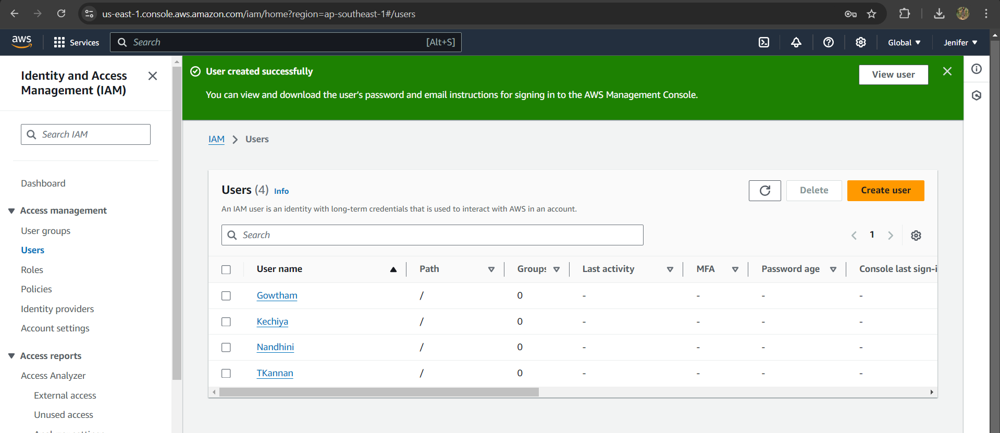 us-east-1.console.aws.amazon.com/iam/home?region=ap-southeast-1#/users
aws Services Search [Alt+S] Global Jenifer
Identity and Access
Management (IAM)
Search IAM
Dashboard
Access management
User groups
Users
Roles
Policies
Identity providers
Account settings
Access reports
Access Analyzer
External access
Unused access
User created successfully
View user
You can view and download the user's password and email instructions for signing in to the AWS Management Console.
IAM > Users
Users (4) Info
Delete Create user
An IAM user is an identity with long-term credentials that is used to interact with AWS in an account.
Search
1
User name Path Groups Last activity MFA Password age Console last sign-i
Gowtham / 0 - - - -
Kechiya / 0 - - - -
Nandhini / 0 - - - -
TKannan / 0 - - - -